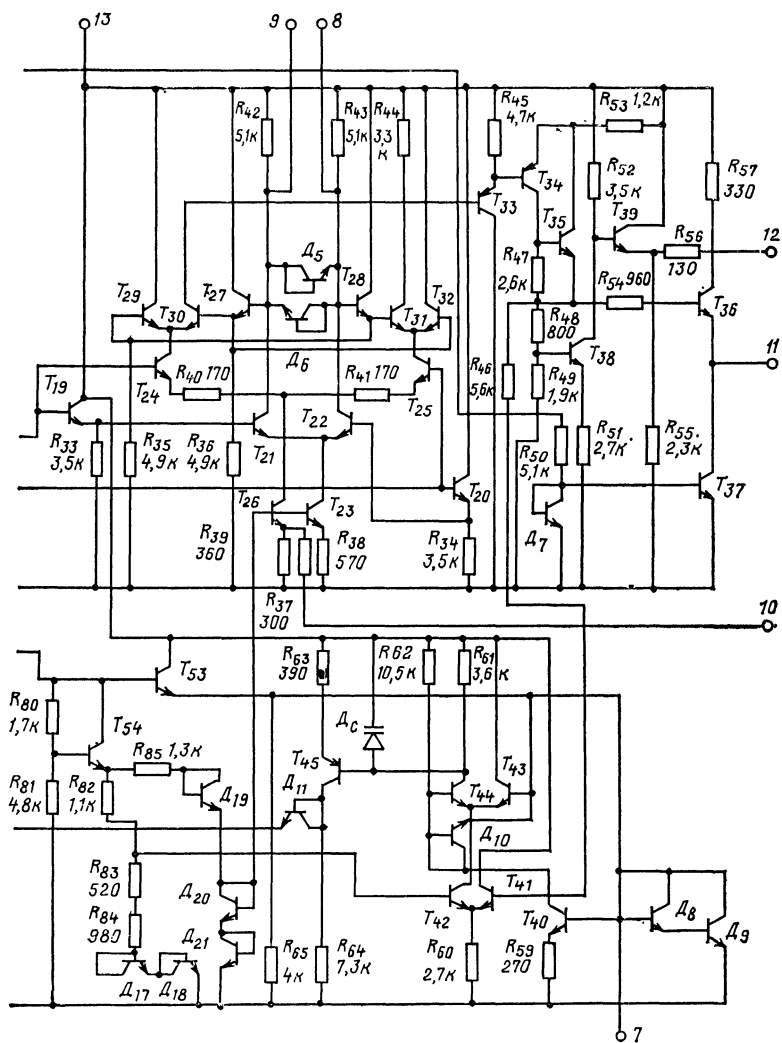 13
9
8
R42
5,1к
R43
5,1к
R44
3,3
к
R45
4,7к
R53
1,2к
T33
T34
R52
3,5к
R57
330
T35
T39
R56
130
12
Д5
R47
2,6к
T29
T30
T27
T28
T31
T32
R54 960
T36
Д6
R48
800
T38
11
T19
T24
R40 170
R41 170
T25
R46
5,6к
R49
1,9к
R33
3,5к
R35
4,9к
R36
4,9к
T21
T22
R50
5,1к
R51
2,7к.
R55.
2,3к
T26
T23
T20
T37
R39
360
R38
570
R34
3,5к
Д7
R37
300
10
R80
1,7к
T53
R63
390
R62
10,5к
R61
3,6к
Дс
T54
R85 1,3к
T45
T43
R81
4,8к
R82
1,1к
Д19
Д11
T44
Д10
R83
520
Д20
T42
T41
T40
Д8
Д9
R84
980
Д21
R65
4к
R64
7,3к
R60
2,7к
R59
270
Д17
Д18
7